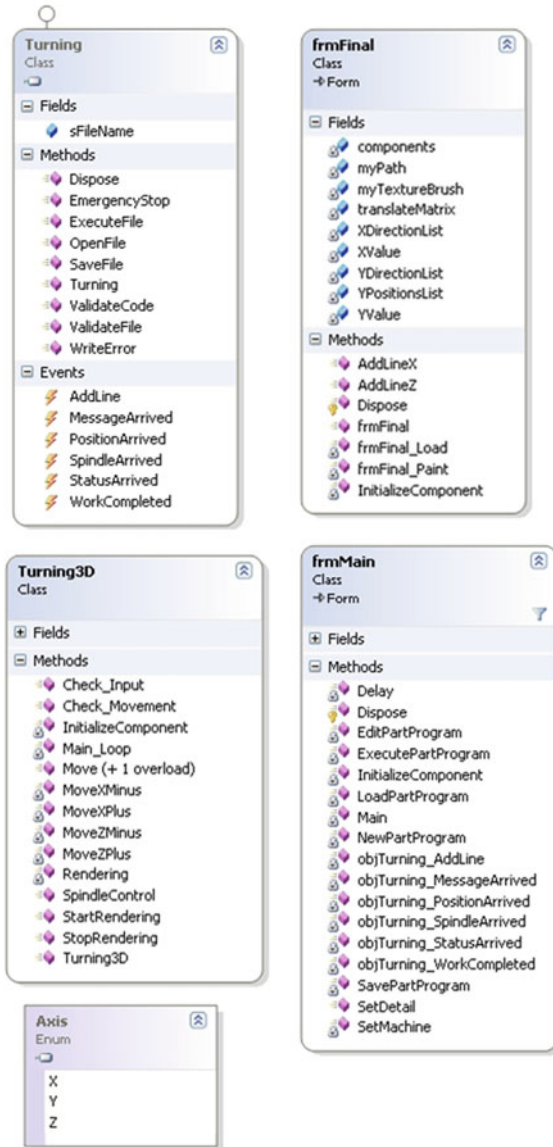 Turning
Class
Fields
sFileName
Methods
Dispose
EmergencyStop
ExecuteFile
OpenFile
SaveFile
Turning
ValidateCode
ValidateFile
WriteError
Events
AddLine
MessageArrived
PositionArrived
SpindleArrived
StatusArrived
WorkCompleted
frmFinal
Class
Form
Fields
components
myPath
myTextureBrush
translateMatrix
XDirectionList
XValue
YDirectionList
YPositionsList
YValue
Methods
AddLineX
AddLineZ
Dispose
frmFinal
frmFinal_Load
frmFinal_Paint
InitializeComponent
Turning3D
Class
Fields
Methods
Check_Input
Check_Movement
InitializeComponent
Main_Loop
Move (+ 1 overload)
MoveXMinus
MoveXPlus
MoveZMinus
MoveZPlus
Rendering
SpindleControl
StartRendering
StopRendering
Turning3D
frmMain
Class
Form
Fields
Methods
Delay
Dispose
EditPartProgram
ExecutePartProgram
InitializeComponent
LoadPartProgram
Main
NewPartProgram
objTurning_AddLine
objTurning_MessageArrived
objTurning_PositionArrived
objTurning_SpindleArrived
objTurning_StatusArrived
objTurning_WorkCompleted
SavePartProgram
SetDetail
SetMachine
Axis
Enum
X
Y
Z